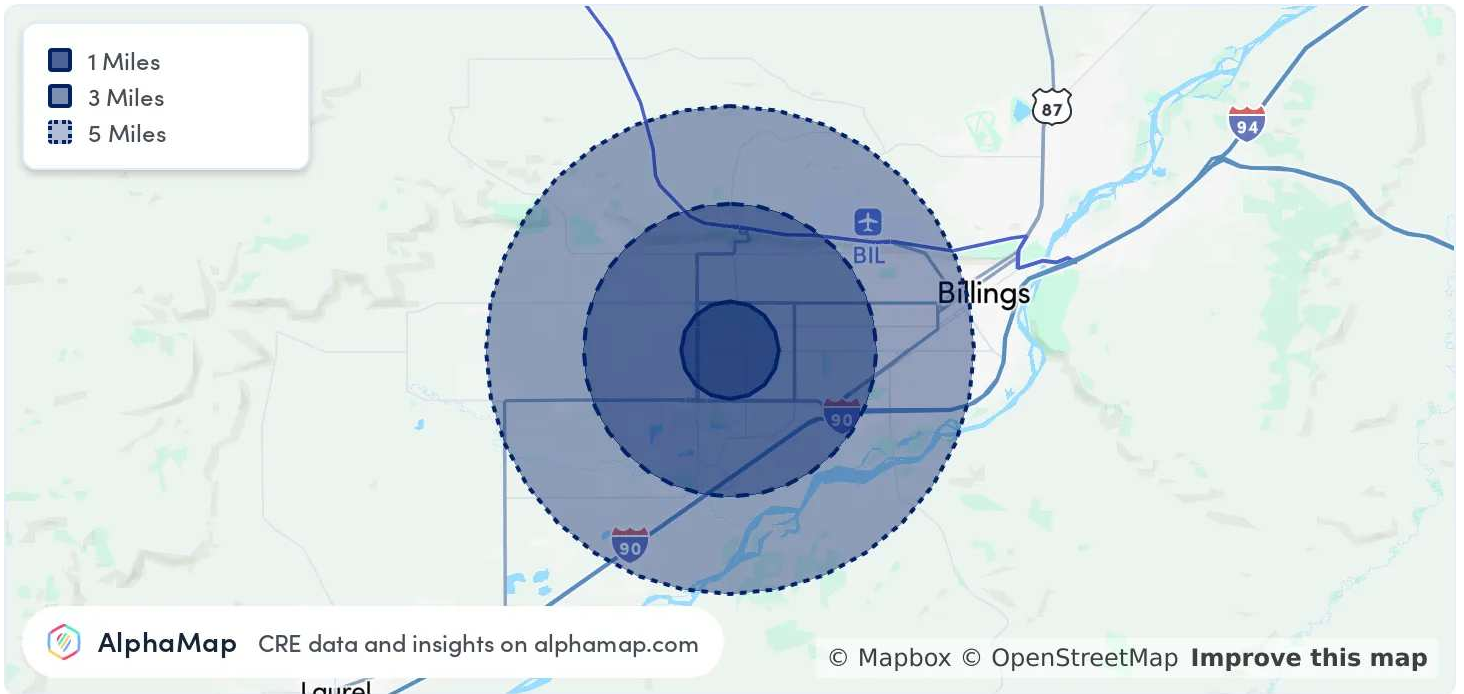 1 Miles
3 Miles
5 Miles
87
94
BIL
Billings
90
90
AlphaMap CRE data and insights on alphamap.com
© Mapbox © OpenStreetMap Improve this map
Laurel